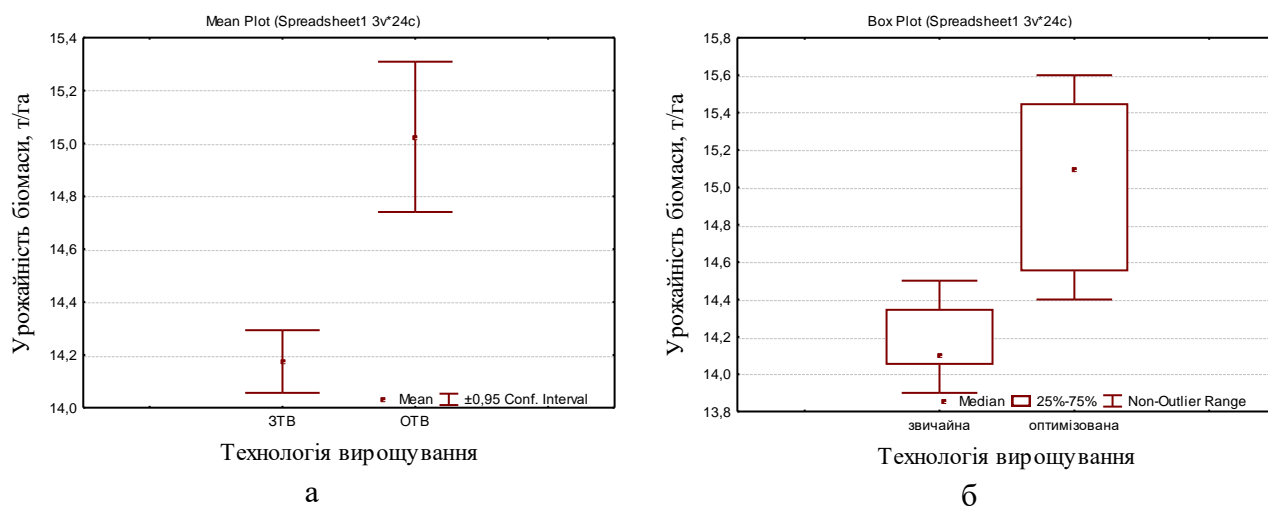 Mean Plot (Spreadsheet1 3v*24c)
15,4
15,2
15,0
14,8
14,6
14,4
14,2
14,0
Урожайність біомаси, т/га
Mean ±0,95 Conf. Interval
ЗТВ ОТВ
Технологія вирощування
а
Box Plot (Spreadsheet1 3v*24c)
15,8
15,6
15,4
15,2
15,0
14,8
14,6
14,4
14,2
14,0
13,8
Урожайність біомаси, т/га
Median 25%-75% Non-Outlier Range
звичайна оптимізована
Технологія вирощування
б